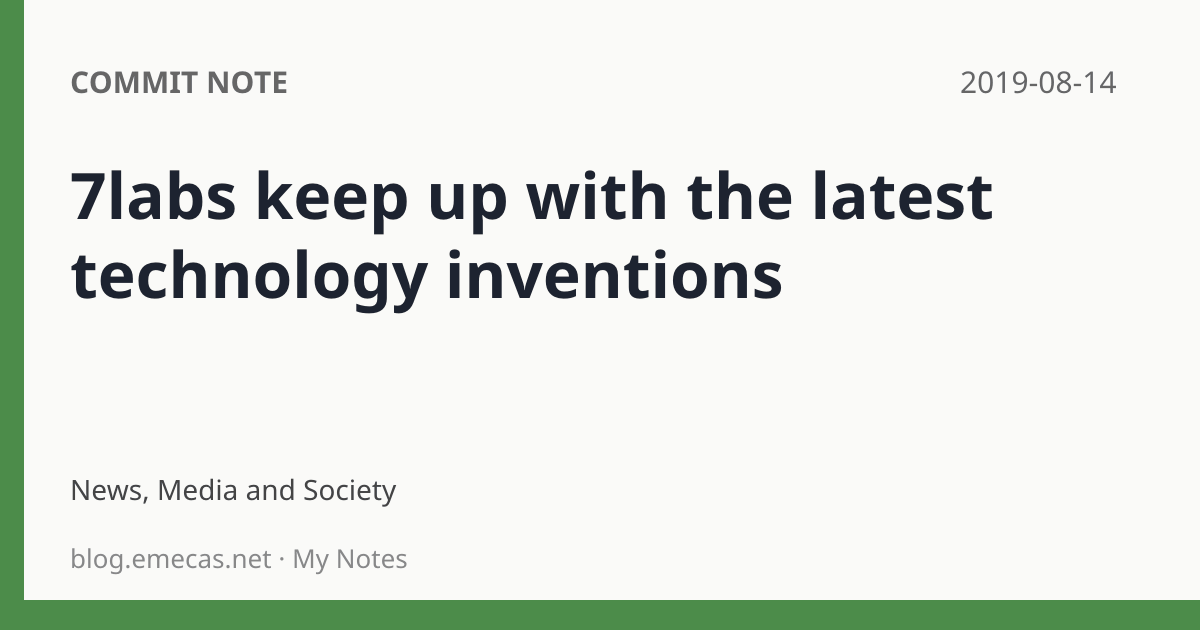 COMMIT NOTE
2019-08-14
7labs keep up with the latest
technology inventions
News, Media and Society
blog.emecas.net · My Notes